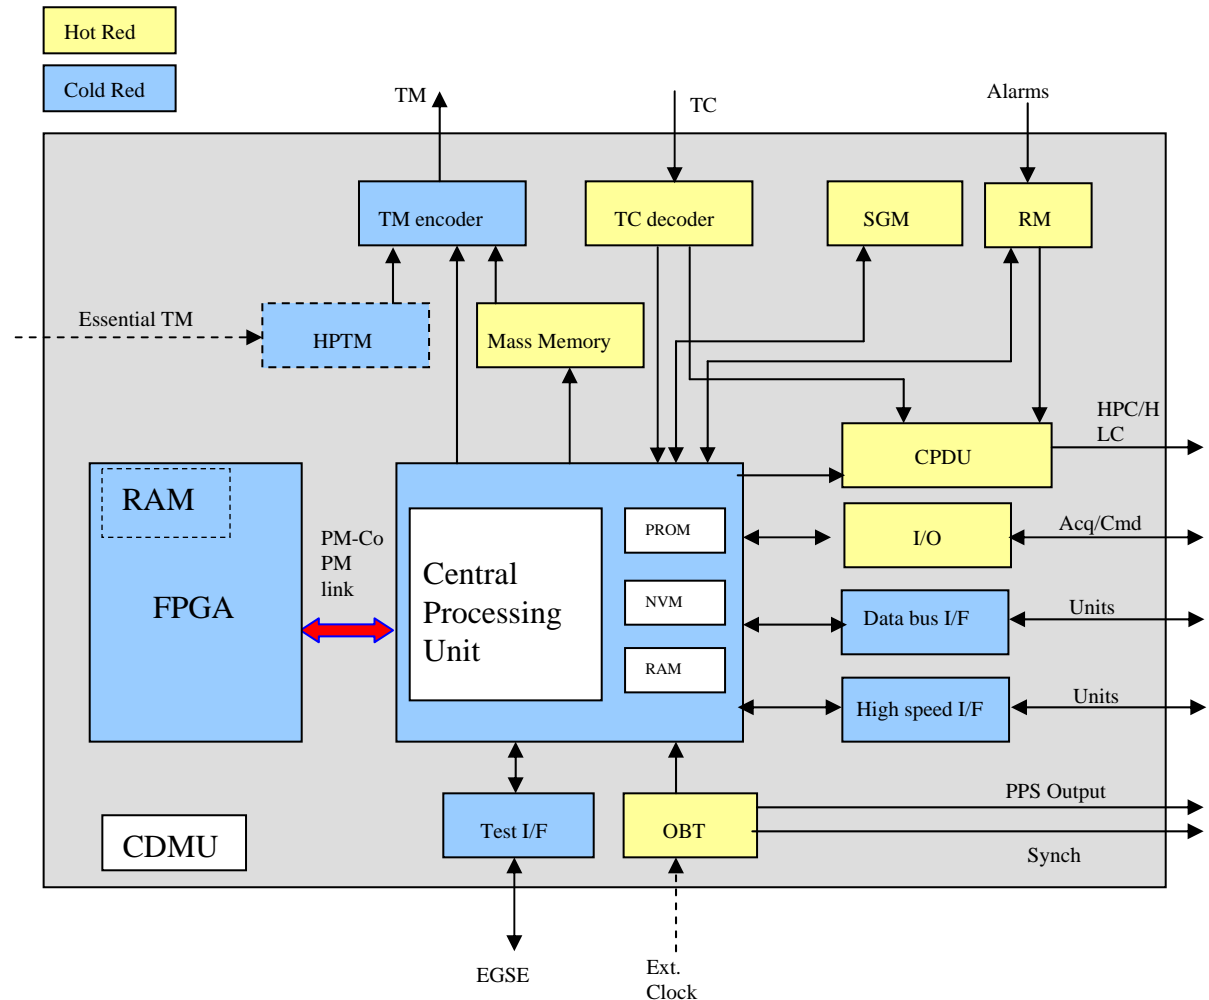 Hot Red
Cold Red
TM
TC
Alarms
TM encoder
TC decoder
SGM
RM
Essential TM
HPTM
Mass Memory
HPC/H
LC
CPDU
RAM
FPGA
PM-Co
PM
link
Central
Processing
Unit
PROM
NVM
RAM
I/O
Acq/Cmd
Data bus I/F
Units
High speed I/F
Units
Test I/F
OBT
PPS Output
Synch
CDMU
EGSE
Ext.
Clock